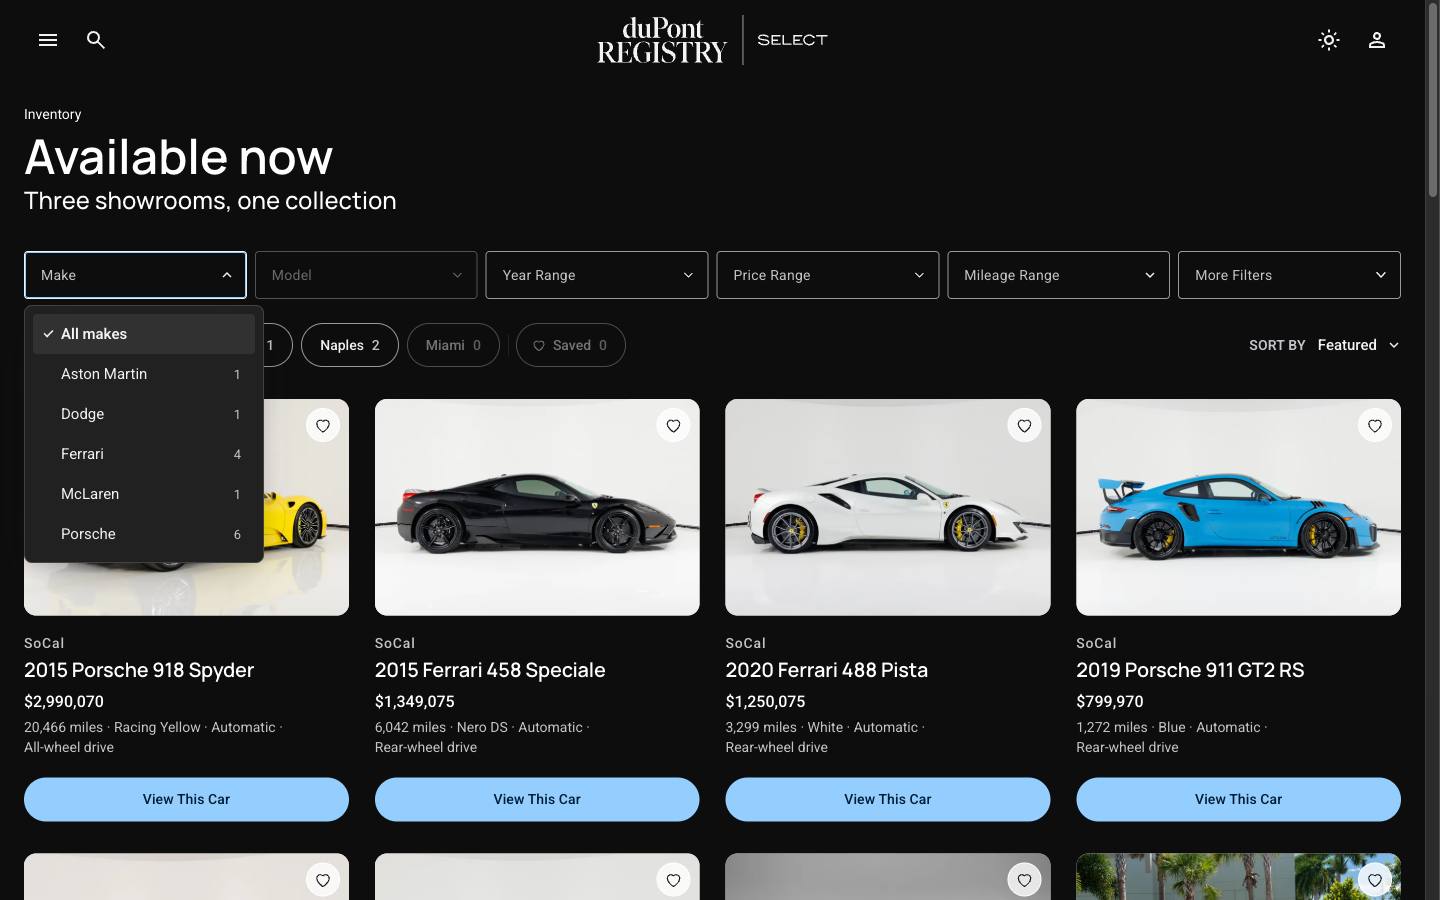 duPont
REGISTRY
SELECT
Inventory
Available now
Three showrooms, one collection
Make
Model
Year Range
Price Range
Mileage Range
More Filters
All makes
Aston Martin 1
Dodge 1
Ferrari 4
McLaren 1
Porsche 6
1
Naples 2
Miami 0
Saved 0
SORT BY Featured
SoCal
2015 Porsche 918 Spyder
$2,990,070
20,466 miles · Racing Yellow · Automatic ·
All-wheel drive
View This Car
SoCal
2015 Ferrari 458 Speciale
$1,349,075
6,042 miles · Nero DS · Automatic ·
Rear-wheel drive
View This Car
SoCal
2020 Ferrari 488 Pista
$1,250,075
3,299 miles · White · Automatic ·
Rear-wheel drive
View This Car
SoCal
2019 Porsche 911 GT2 RS
$799,970
1,272 miles · Blue · Automatic ·
Rear-wheel drive
View This Car